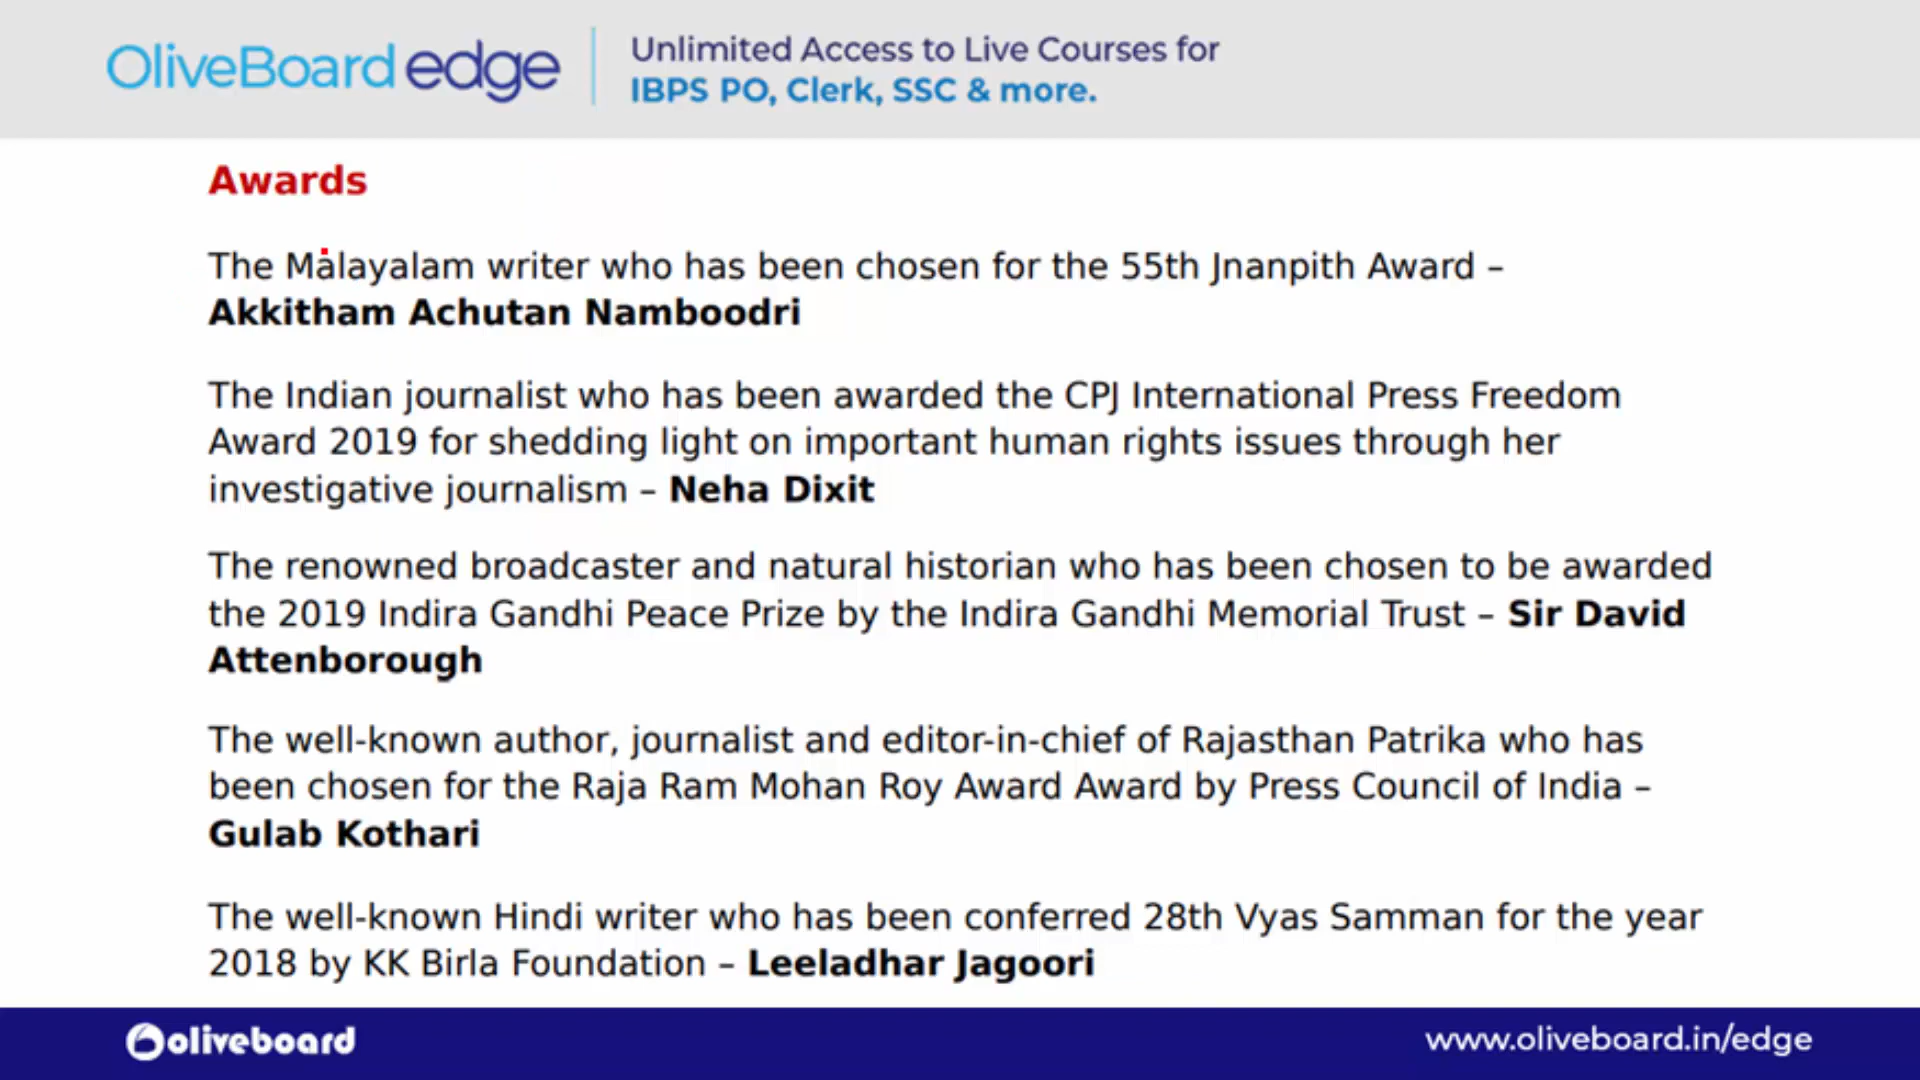 OliveBoard edge
Unlimited Access to Live Courses for
IBPS PO, Clerk, SSC & more.
Awards
The Malayalam writer who has been chosen for the 55th Jnanpith Award –
Akkitham Achutan Namboodri
The Indian journalist who has been awarded the CPJ International Press Freedom
Award 2019 for shedding light on important human rights issues through her
investigative journalism – Neha Dixit
The renowned broadcaster and natural historian who has been chosen to be awarded
the 2019 Indira Gandhi Peace Prize by the Indira Gandhi Memorial Trust – Sir David
Attenborough
The well-known author, journalist and editor-in-chief of Rajasthan Patrika who has
been chosen for the Raja Ram Mohan Roy Award Award by Press Council of India –
Gulab Kothari
The well-known Hindi writer who has been conferred 28th Vyas Samman for the year
2018 by KK Birla Foundation – Leeladhar Jagoori
oliveboard
www.oliveboard.in/edge